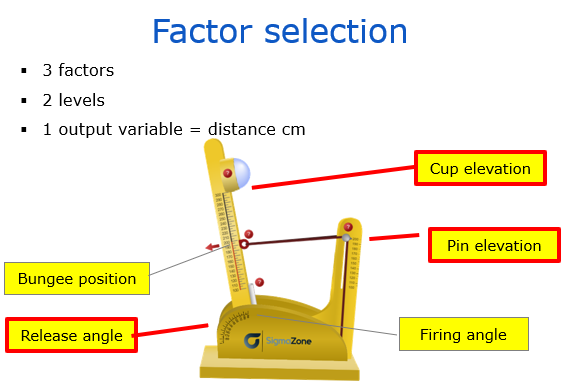 Factor selection
▪ 3 factors
▪ 2 levels
▪ 1 output variable = distance cm
Cup elevation
Pin elevation
Bungee position
Release angle
Firing angle
SigmaZone